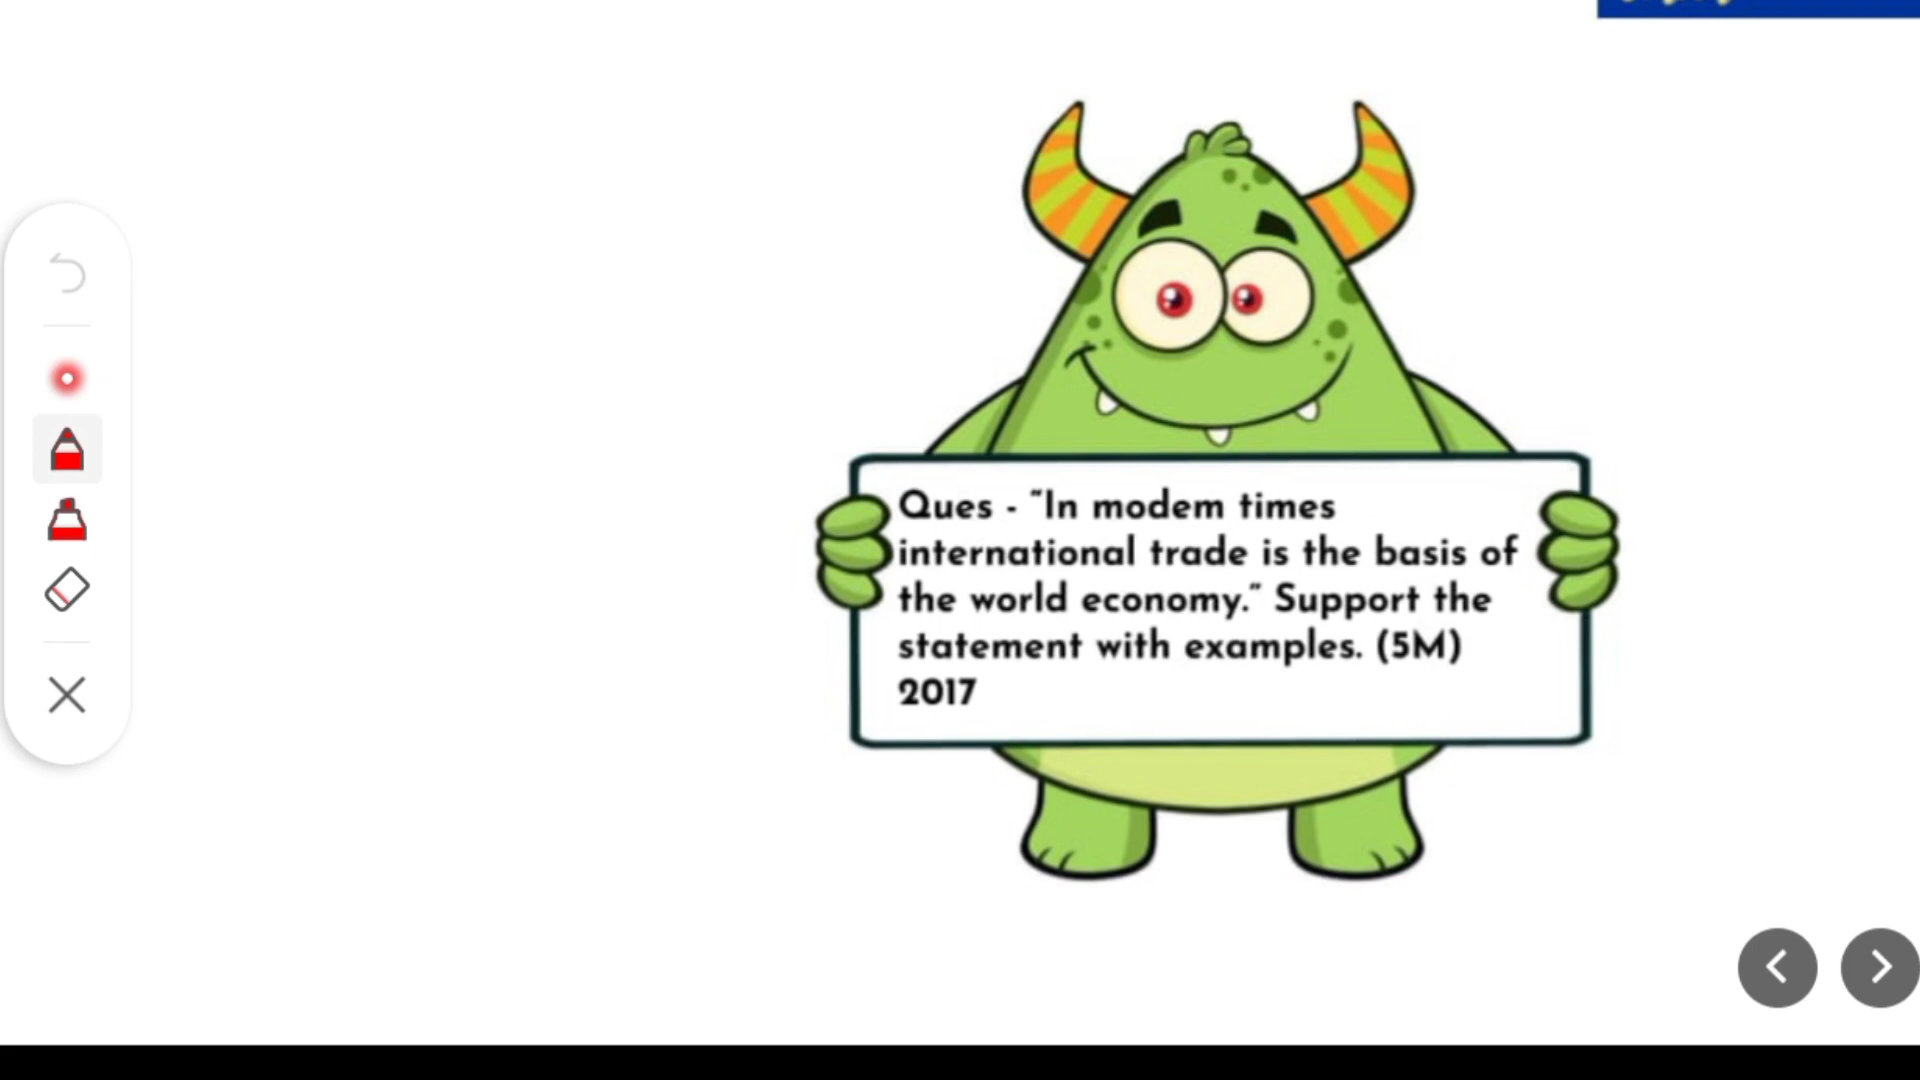 Ques - "In modem times
international trade is the basis of
the world economy." Support the
statement with examples. (5M)
2017